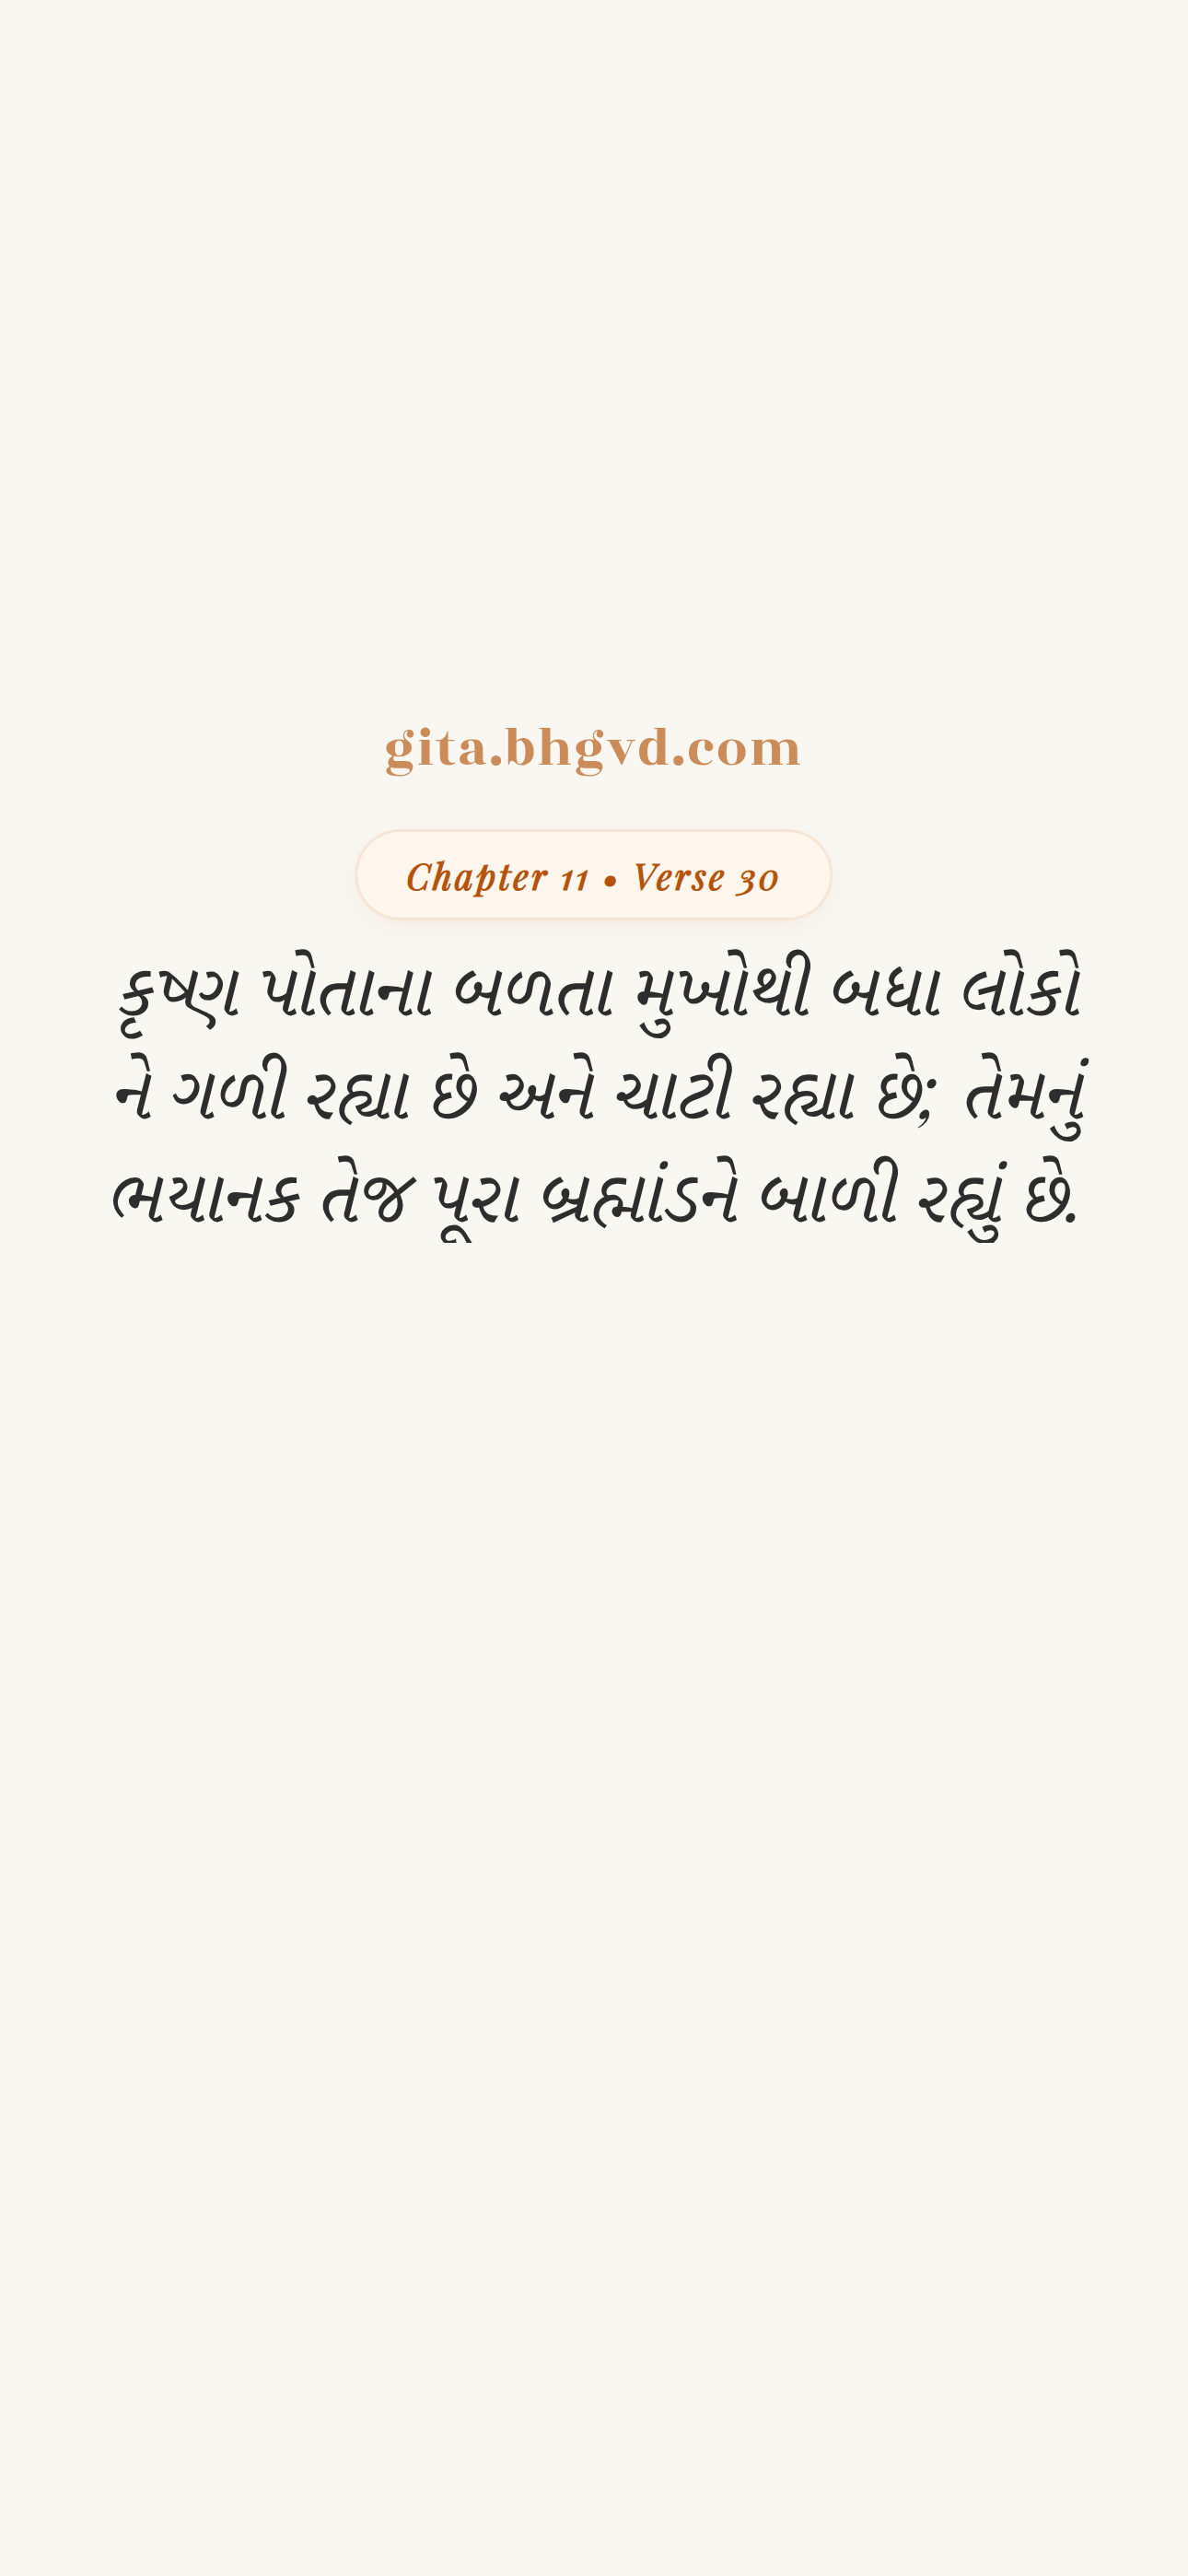 gita.bhgvd.com
Chapter 11 • Verse 30
કૃષ્ણ પોતાના બળતા મુખોથી બધા લોકો
ને ગળી રહ્યા છે અને ચાટી રહ્યા છે; તેમનું
ભયાનક તેજ પૂરા બ્રહ્માંડને બાળી રહ્યું છે.